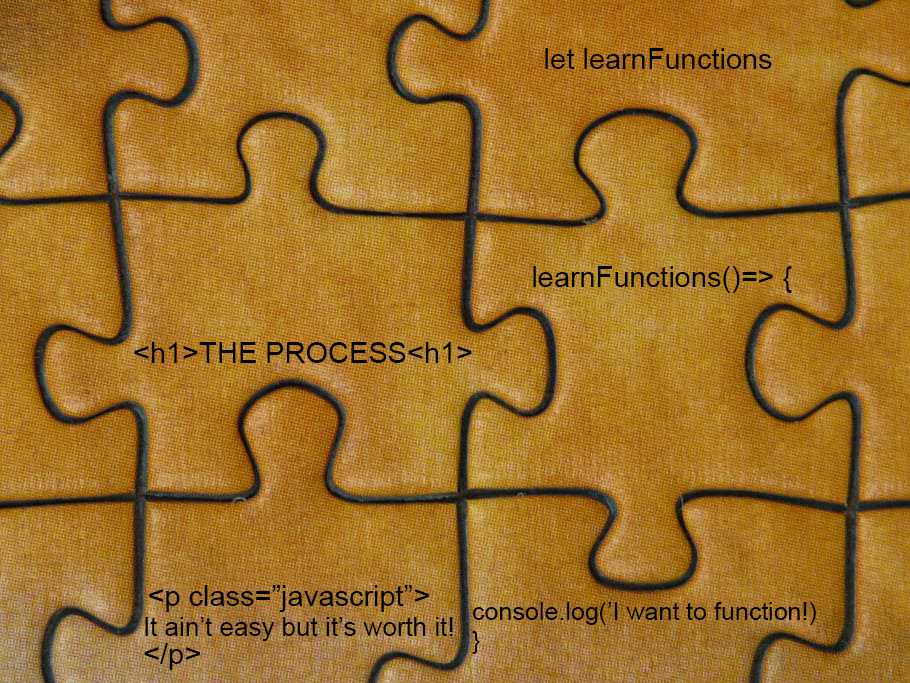 let learnFunctions
learnFunctions()=> {
<h1>THE PROCESS<h1>
<p class=”javascript”>
It ain’t easy but it’s worth it!
</p>
console.log(’I want to function!)
}